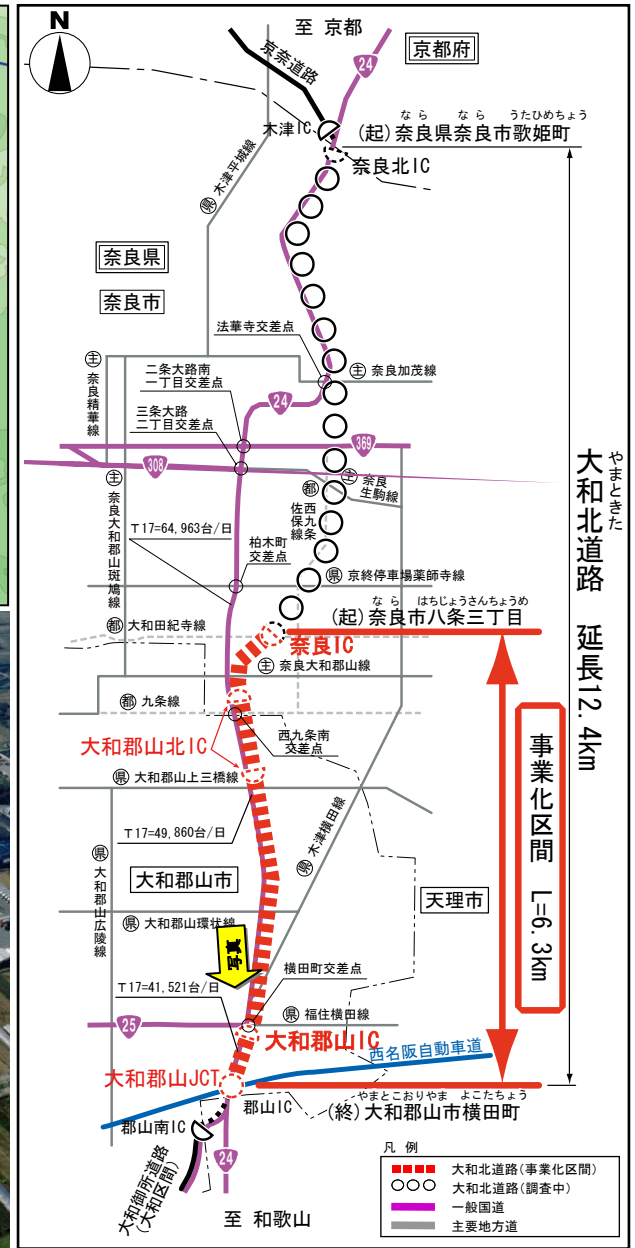 N
至 京都
京都府
24
京奈道路
木津IC
なら なら うたひめちょう
(起)奈良県奈良市歌姫町
奈良北IC
県 木津平城線
奈良県
奈良市
法華寺交差点
主 奈良加茂線
主 奈良精華線
二条大路南
一丁目交差点
24
三条大路
二丁目交差点
369
308
主 奈良
生駒線
都 西九条
佐保線
主 奈良大和郡山斑鳩線
T17=64,963台/日
柏木町
交差点
県 京終停車場薬師寺線
やまときた
大和北道路 延長12.4km
なら はちじょうさんちょうめ
(起)奈良市八条三丁目
都 大和田紀寺線
奈良IC
主 奈良大和郡山線
都 九条線
西九条南
交差点
大和郡山北IC
県 大和郡山上三橋線
事業化区間 L=6.3km
T17=49,860台/日
県 木津横田線
県 大和郡山広陵線
大和郡山市
天理市
県 大和郡山環状線
写真
横田町交差点
T17=41,521台/日
25
県 福住横田線
大和郡山IC
西名阪自動車道
大和郡山JCT
郡山IC
やまとこおりやま よこたちょう
(終)大和郡山市横田町
郡山南IC
24
大和御所道路
(大和区間)
至 和歌山
凡 例
大和北道路(事業化区間)
大和北道路(調査中)
一般国道
主要地方道